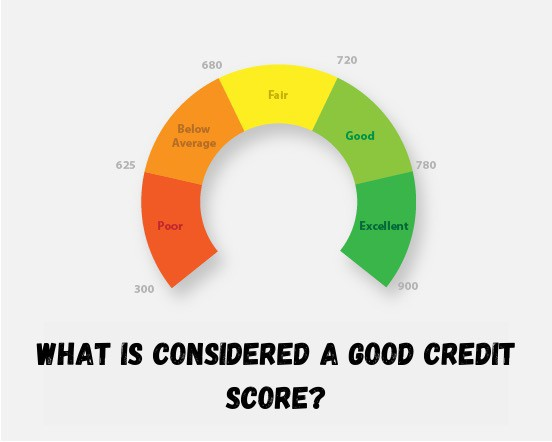 680
720
Fair
Below
Average
Good
625
780
Poor
Excellent
300
900
WHAT IS CONSIDERED A GOOD CREDIT
SCORE?